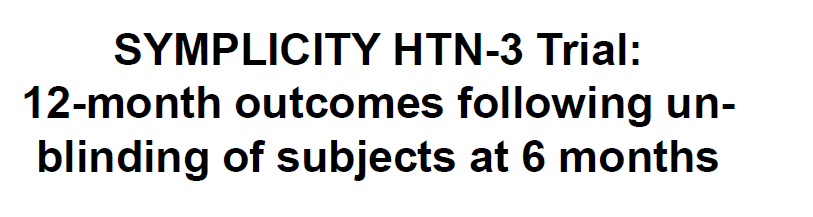 SYMPLICITY HTN-3 Trial:
12-month outcomes following un-
blinding of subjects at 6 months